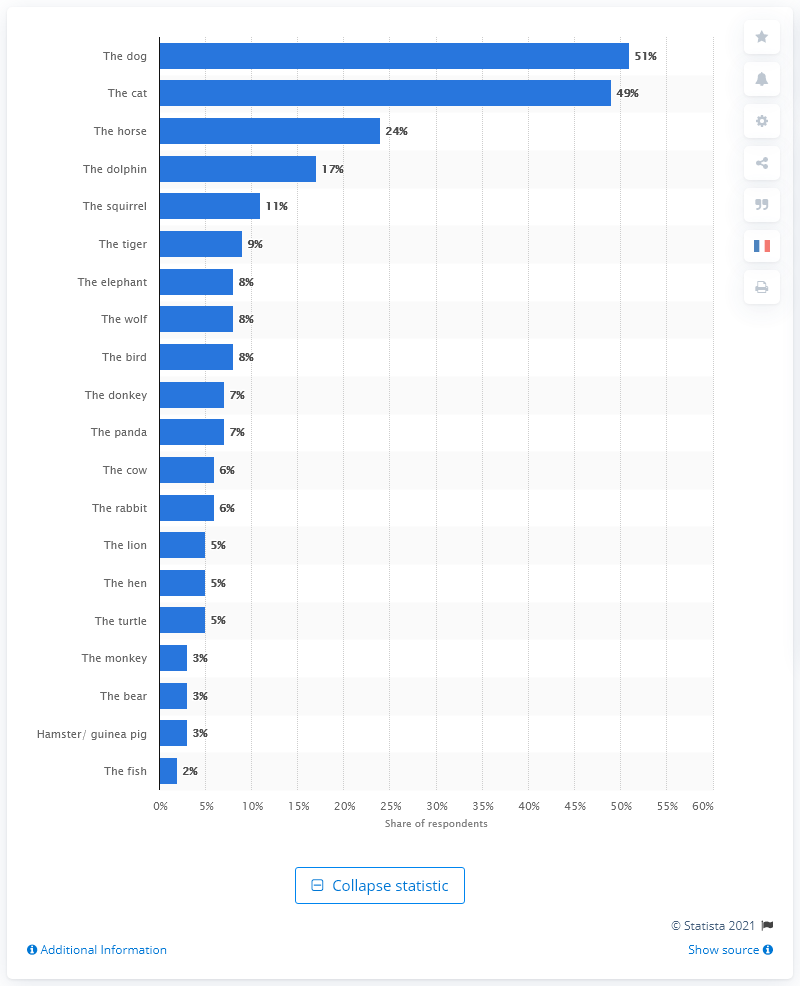 The dog 51%
The cat 49%
The horse 24%
The dolphin 17%
The squirrel 11%
The tiger 9%
The elephant 8%
The wolf 8%
The bird 8%
The donkey 7%
The panda 7%
The cow 6%
The rabbit 6%
The lion 5%
The hen 5%
The turtle 5%
The monkey 3%
The bear 3%
Hamster/ guinea pig 3%
The fish 2%
0% 5% 10% 15% 20% 25% 30% 35% 40% 45% 50% 55% 60%
Share of respondents
Collapse statistic
© Statista 2021
Additional Information Show source